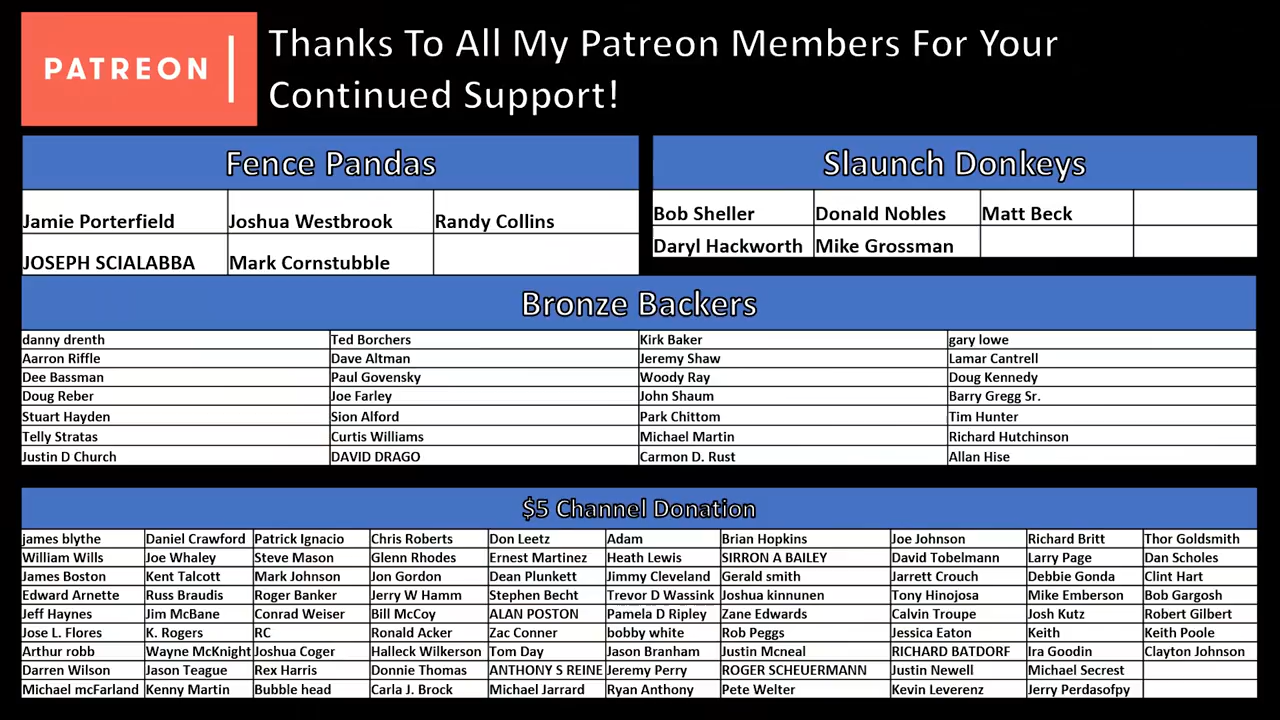 PATREON
Thanks To All My Patreon Members For Your
Continued Support!
Fence Pandas
Jamie Porterfield Joshua Westbrook Randy Collins
JOSEPH SCIALABBA Mark Cornstubble
Slaunch Donkeys
Bob Sheller Donald Nobles Matt Beck
Daryl Hackworth Mike Grossman
Bronze Backers
danny drenth Ted Borchers Kirk Baker gary lowe
Aarron Riffle Dave Altman Jeremy Shaw Lamar Cantrell
Dee Bassman Paul Govensky Woody Ray Doug Kennedy
Doug Reber Joe Farley John Shaum Barry Gregg Sr.
Stuart Hayden Sion Alford Park Chittom Tim Hunter
Telly Stratas Curtis Williams Michael Martin Richard Hutchinson
Justin D Church DAVID DRAGO Carmon D. Rust Allan Hise
$5 Channel Donation
james blythe Daniel Crawford Patrick Ignacio Chris Roberts Don Leetz Adam Brian Hopkins Joe Johnson Richard Britt Thor Goldsmith
William Wills Joe Whaley Steve Mason Glenn Rhodes Ernest Martinez Heath Lewis SIRRON A BAILEY David Tobelmann Larry Page Dan Scholes
James Boston Kent Talcott Mark Johnson Jon Gordon Dean Plunkett Jimmy Cleveland Gerald smith Jarrett Crouch Debbie Gonda Clint Hart
Edward Arnette Russ Braudis Roger Banker Jerry W Hamm Stephen Becht Trevor D Wassink Joshua kinnunen Tony Hinojosa Mike Emberson Bob Gargosh
Jeff Haynes Jim McBane Conrad Weiser Bill McCoy ALAN POSTON Pamela D Ripley Zane Edwards Calvin Troupe Josh Kutz Robert Gilbert
Jose L. Flores K. Rogers RC Ronald Acker Zac Conner bobby white Rob Peggs Jessica Eaton Keith Keith Poole
Arthur robb Wayne McKnight Joshua Coger Halleck Wilkerson Tom Day Jason Branham Justin Mcneal RICHARD BATDORF Ira Goodin Clayton Johnson
Darren Wilson Jason Teague Rex Harris Donnie Thomas ANTHONY S REINE Jeremy Perry ROGER SCHEUERMANN Justin Newell Michael Secrest
Michael mcFarland Kenny Martin Bubble head Carla J. Brock Michael Jarrard Ryan Anthony Pete Welter Kevin Leverenz Jerry Perdasofpy